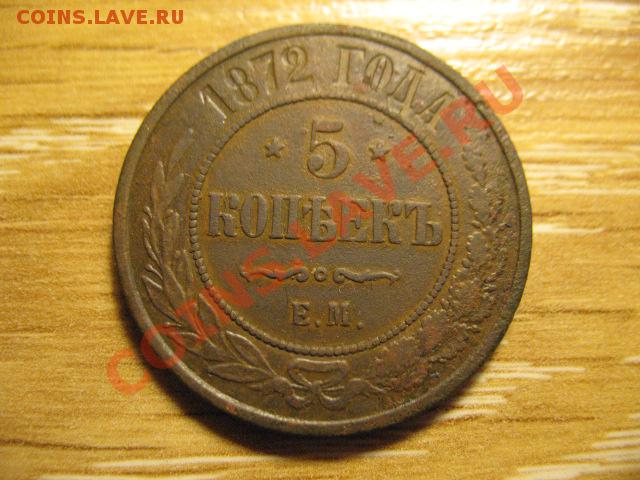 COINS.LAVE.RU
1872 ГОДА
5
КОПѢЕКЪ
Е.М.
COINS.LAVE.RU